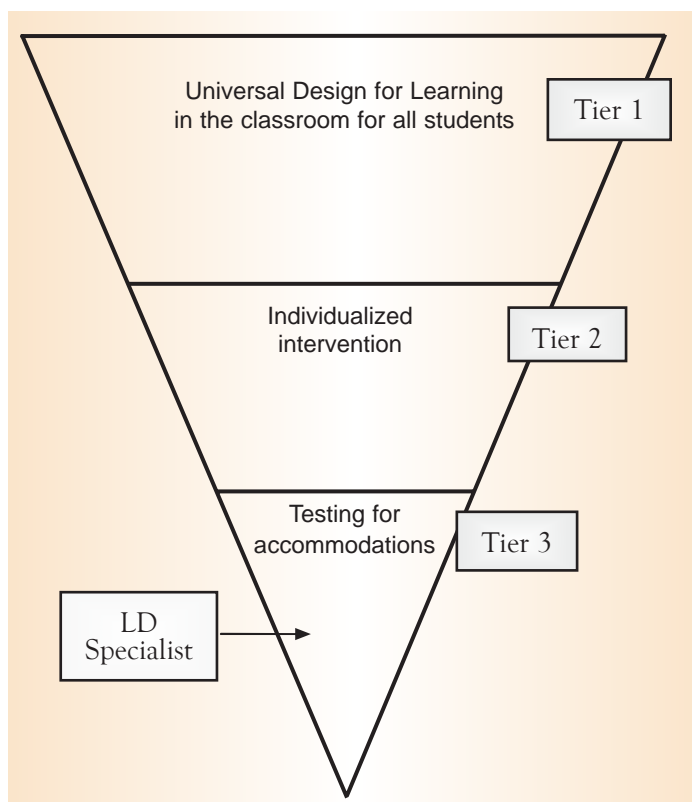 Universal Design for Learning
in the classroom for all students
Tier 1
Individualized
intervention
Tier 2
Testing for
accommodations
Tier 3
LD
Specialist